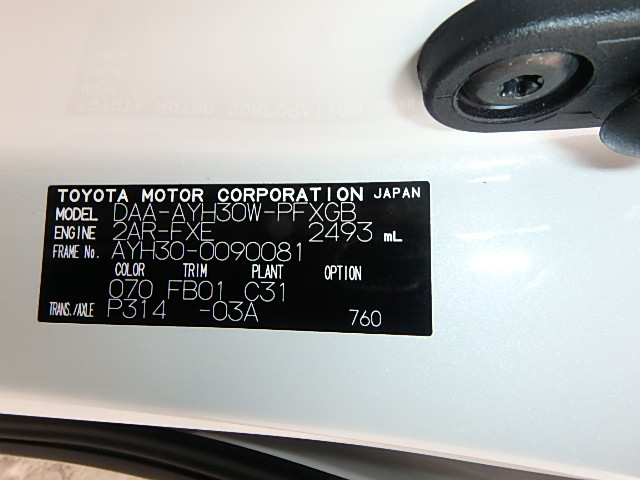 TOYOTA MOTOR CORPORATION JAPAN
MODEL DAA-AYH30W-PFXGB
ENGINE 2AR-FXE 2493 mL
FRAME No. AYH30-0090081
COLOR TRIM PLANT OPTION
070 FB01 C31
TRANS./AXLE P314 -03A 760